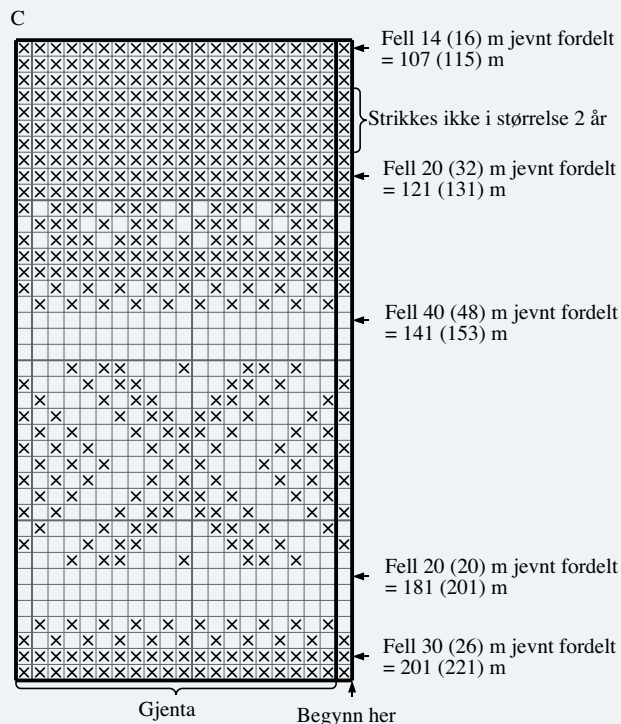 C
Fell 14 (16) m jevnt fordelt
= 107 (115) m
Strikkes ikke i størrelse 2 år
Fell 20 (32) m jevnt fordelt
= 121 (131) m
Fell 40 (48) m jevnt fordelt
= 141 (153) m
Fell 20 (20) m jevnt fordelt
= 181 (201) m
Fell 30 (26) m jevnt fordelt
= 201 (221) m
Gjenta
Begynn her